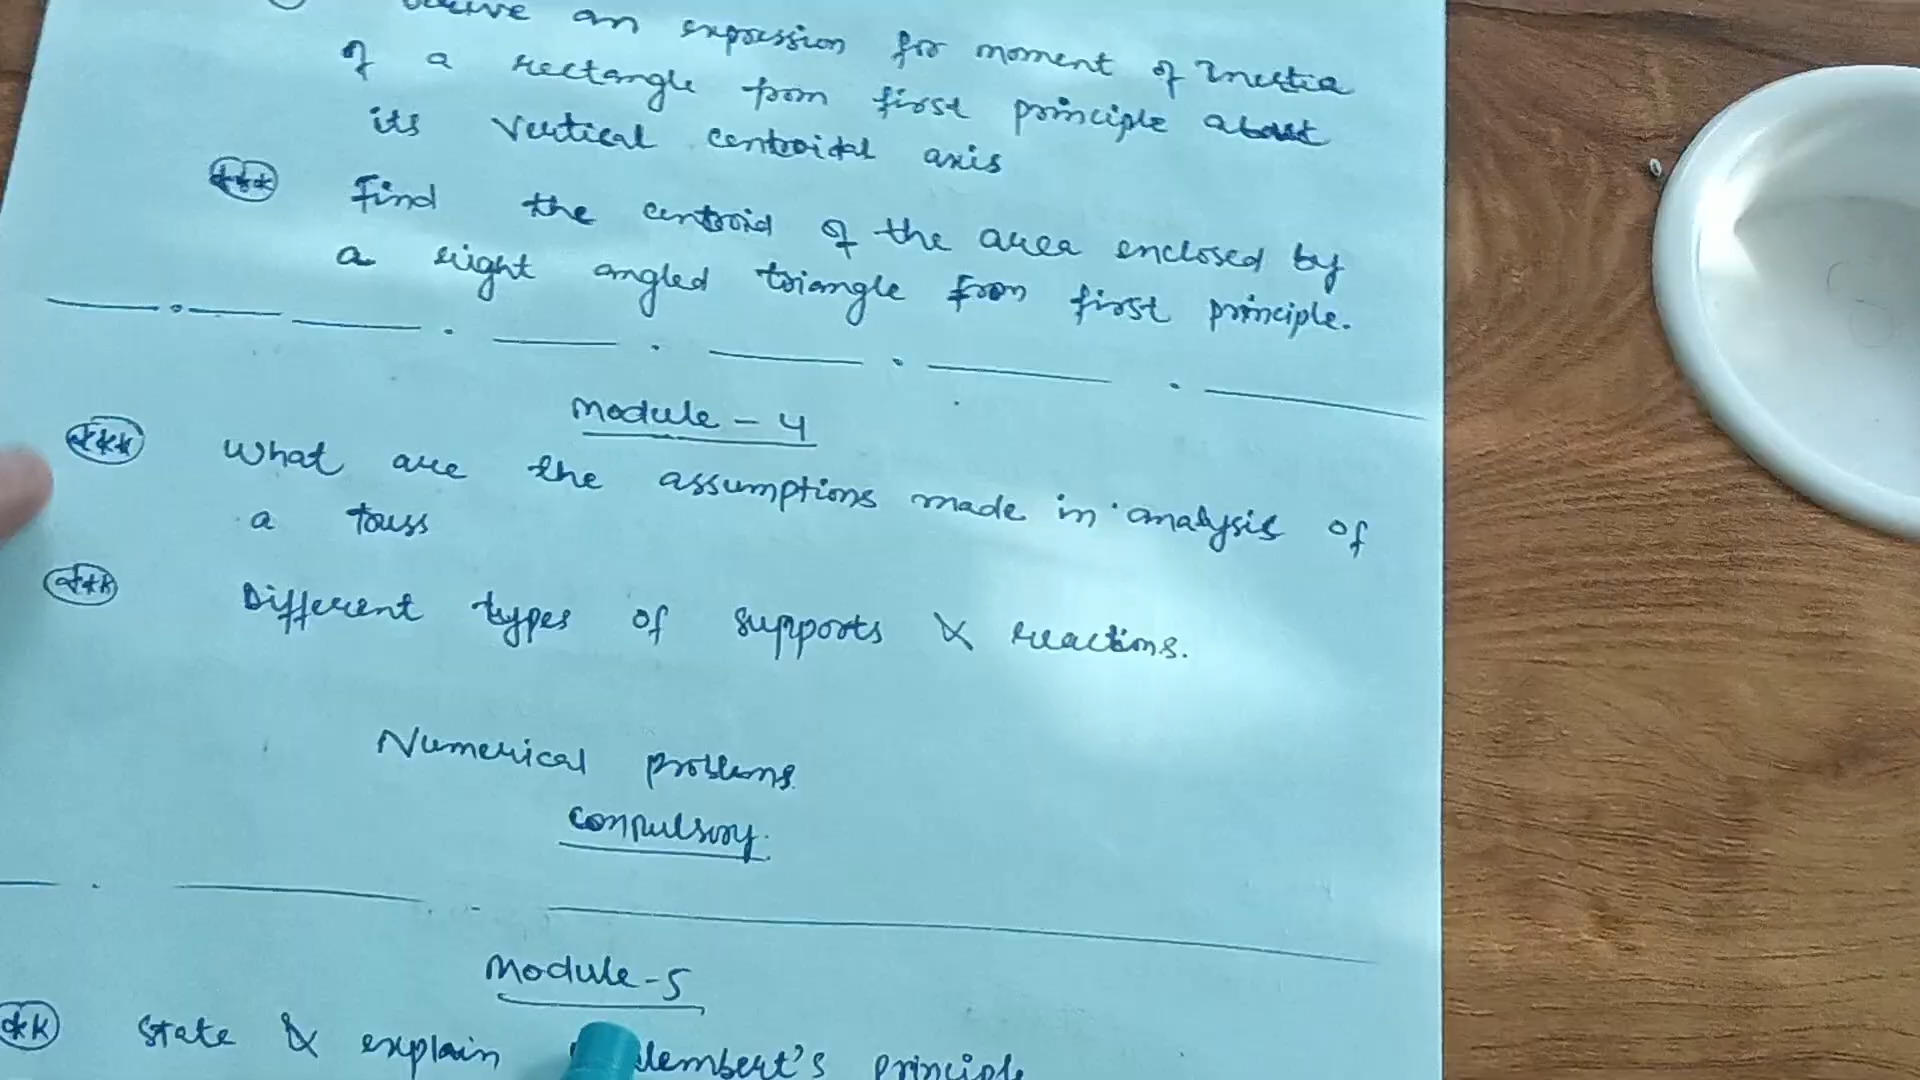 an expression for moment of Inertia
of a rectangle from first principle about
its vertical centroidal axis
*** Find the centroid of the area enclosed by
a right angled triangle from first principle.
Module - 4
*** What are the assumptions made in analysis of
a truss
*** Different types of supports & reactions.
Numerical problems.
Compulsory.
Module - 5
** State & explain lembert's principle